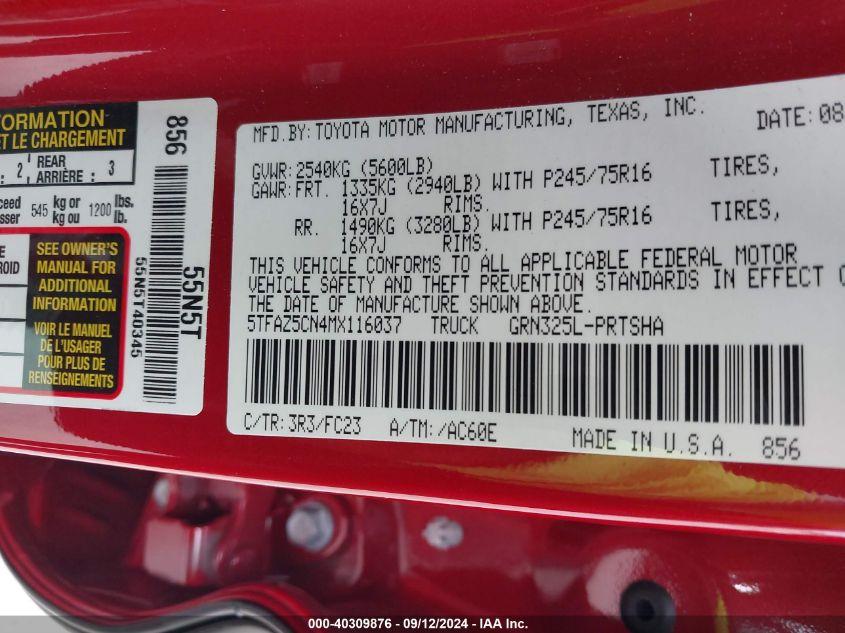 ORMATION
ET LE CHARGEMENT
: 2 REAR ARRIÈRE : 3
ceed
sser 545 kg or kg ou 1200 lbs. lb.
ROID
SEE OWNER'S
MANUAL FOR
ADDITIONAL
INFORMATION
VOIR LE MANUEL
DE L'USAGER
POUR PLUS DE
RENSEIGNEMENTS
856
55N5T
55N5T40345
MFD.BY:TOYOTA MOTOR MANUFACTURING, TEXAS, INC. DATE:08
GVWR:2540KG (5600LB)
GAWR:FRT. 1335KG (2940LB) WITH P245/75R16 TIRES,
16X7J RIMS.
RR. 1490KG (3280LB) WITH P245/75R16 TIRES,
16X7J RIMS.
THIS VEHICLE CONFORMS TO ALL APPLICABLE FEDERAL MOTOR
VEHICLE SAFETY AND THEFT PREVENTION STANDARDS IN EFFECT
THE DATE OF MANUFACTURE SHOWN ABOVE.
5TFAZ5CN4MX116037 TRUCK GRN325L-PRTSHA
C/TR:3R3/FC23 A/TM:/AC60E MADE IN U.S.A. 856
000-40309876 - 09/12/2024 - IAA Inc.